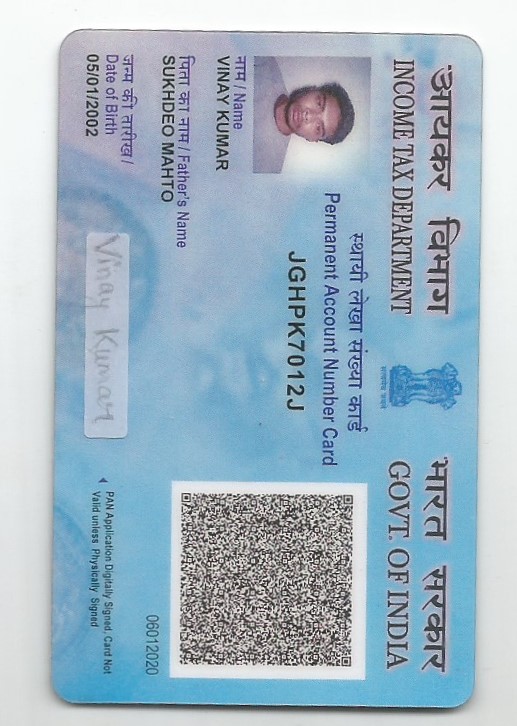 आयकर विभाग
INCOME TAX DEPARTMENT
सत्यमेव जयते
भारत सरकार
GOVT. OF INDIA
स्थायी लेखा संख्या कार्ड
Permanent Account Number Card
JGHPK7012J
नाम / Name
VINAY KUMAR
पिता का नाम / Father's Name
SUKHDEO MAHTO
जन्म की तारीख /
Date of Birth
05/01/2002
Vinay Kumar
06012020
PAN Application Digitally Signed, Card Not
Valid unless Physically Signed